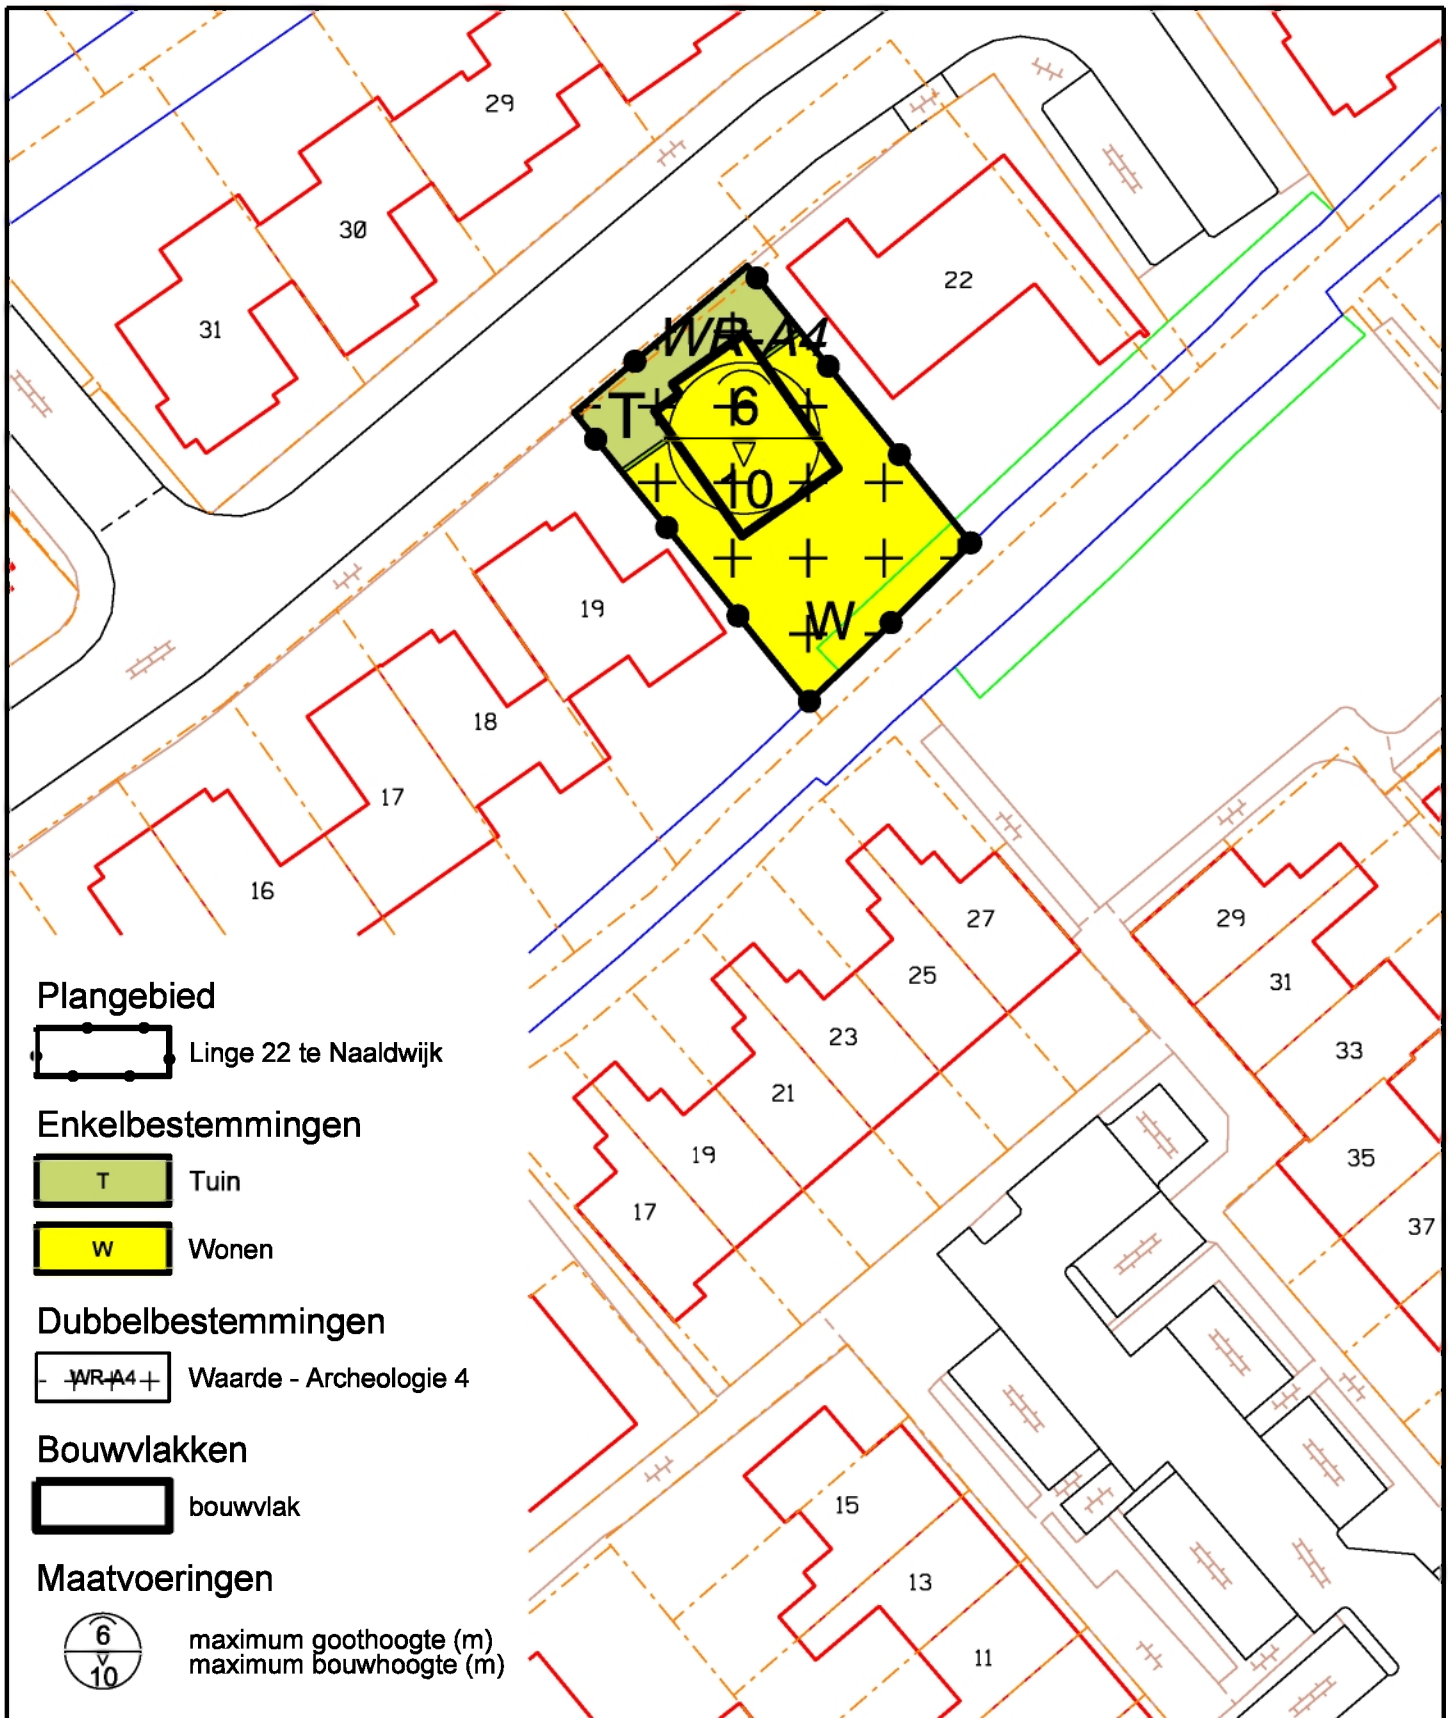 29
30
31
22
WR-A4
T
6
10
W
19
18
17
16
27
25
23
21
19
17
29
31
33
35
37
15
13
11
Plangebied
Linge 22 te Naaldwijk
Enkelbestemmingen
T Tuin
W Wonen
Dubbelbestemmingen
WR-A4 Waarde - Archeologie 4
Bouwvlakken
bouwvlak
Maatvoeringen
6 maximum goothoogte (m)
10 maximum bouwhoogte (m)